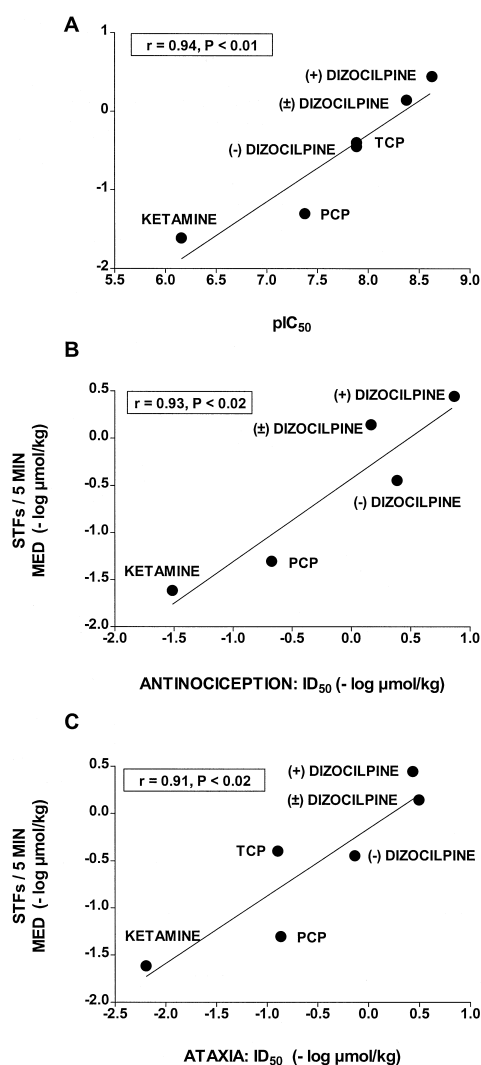 A
r = 0.94, P < 0.01
1
0
-1
-2
(+) DIZOCILPINE
(±) DIZOCILPINE
(-) DIZOCILPINE
TCP
KETAMINE
PCP
5.5 6.5 7.0 7.5 8.0 8.5 9.0
pIC50
B
r = 0.93, P < 0.02
0.5
0.0
-0.5
-1.0
-1.5
-2.0
STFs / 5 MIN
MED (- log µmol/kg)
(+) DIZOCILPINE
(±) DIZOCILPINE
(-) DIZOCILPINE
KETAMINE
PCP
-2.0 -1.5 -1.0 -0.5 0.0 0.5 1.0
ANTINOCICEPTION: ID50 (- log µmol/kg)
C
r = 0.91, P < 0.02
0.5
0.0
-0.5
-1.0
-1.5
-2.0
STFs / 5 MIN
MED (- log µmol/kg)
(+) DIZOCILPINE
(±) DIZOCILPINE
TCP
(-) DIZOCILPINE
KETAMINE
PCP
-2.5 -2.0 -1.5 -1.0 -0.5 0.0 0.5 1.0
ATAXIA: ID50 (- log µmol/kg)